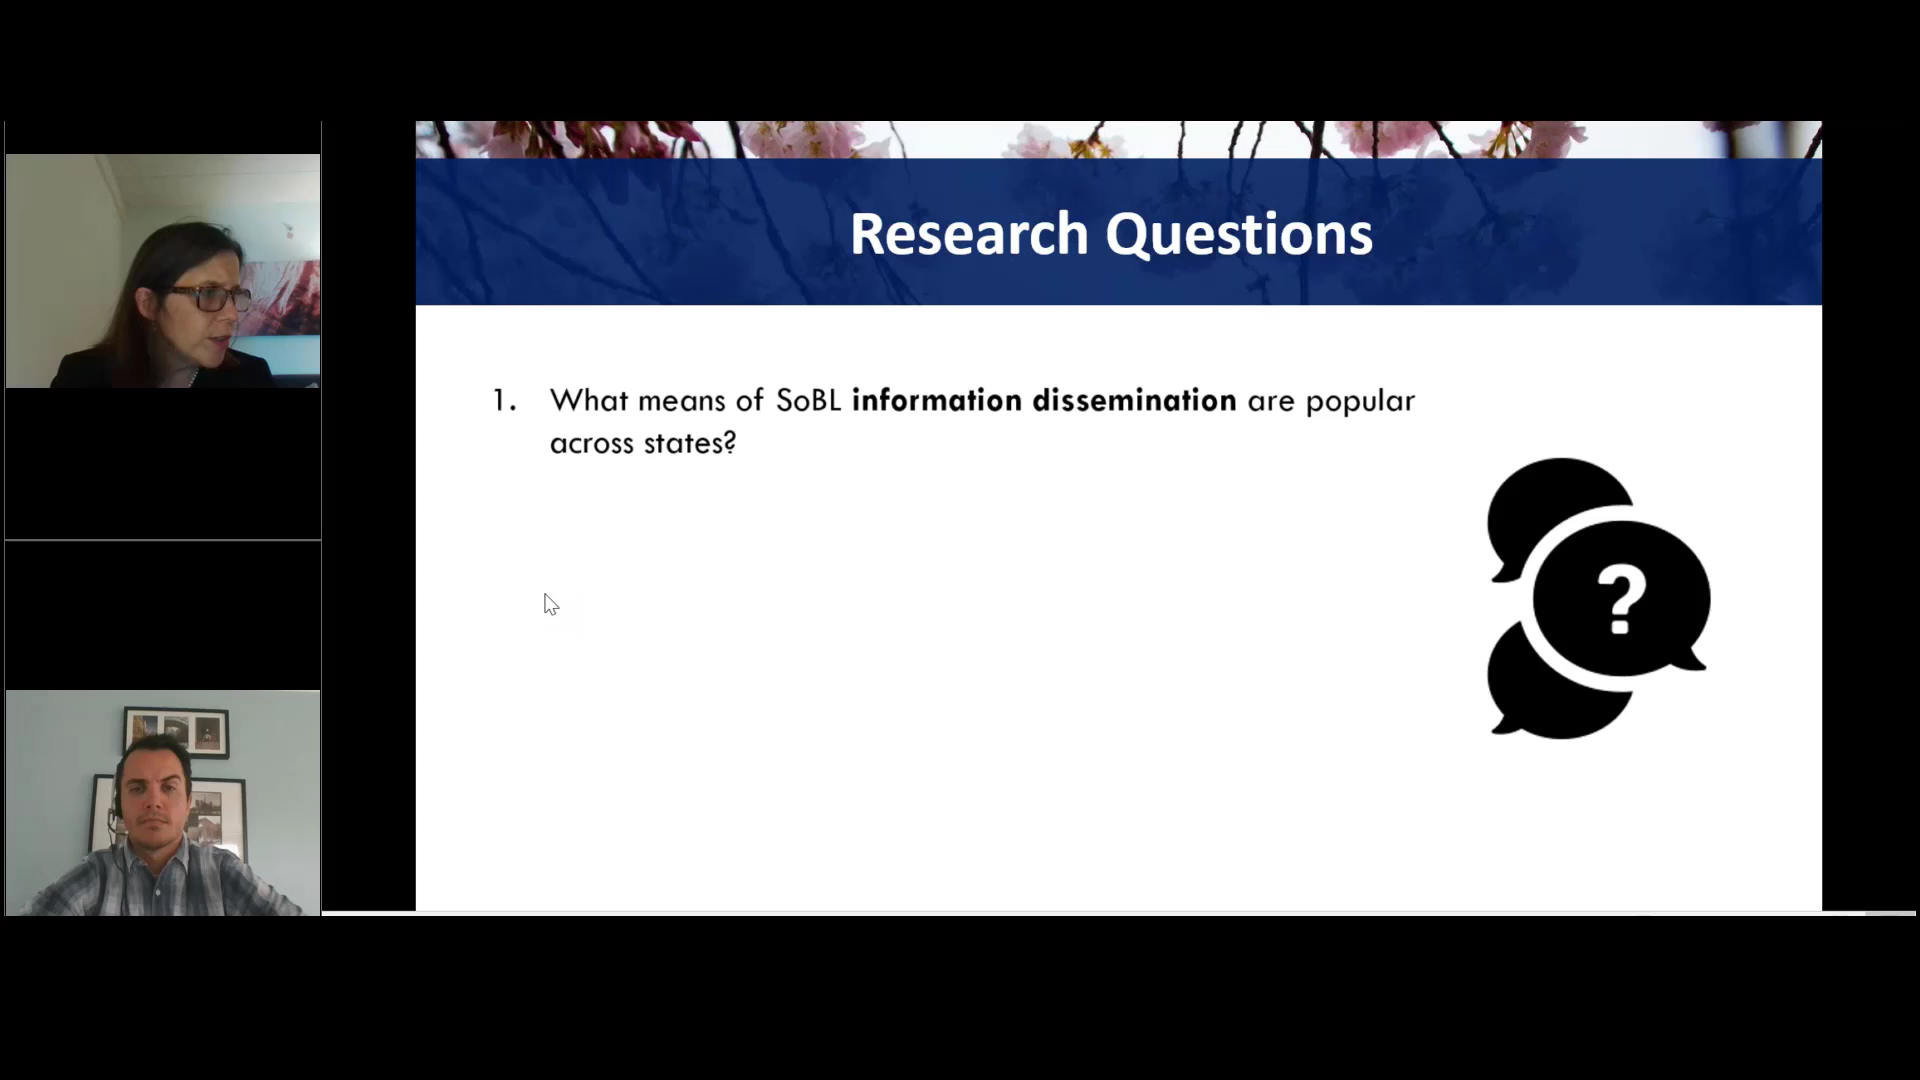 Research Questions
1. What means of SoBL information dissemination are popular
across states?
?